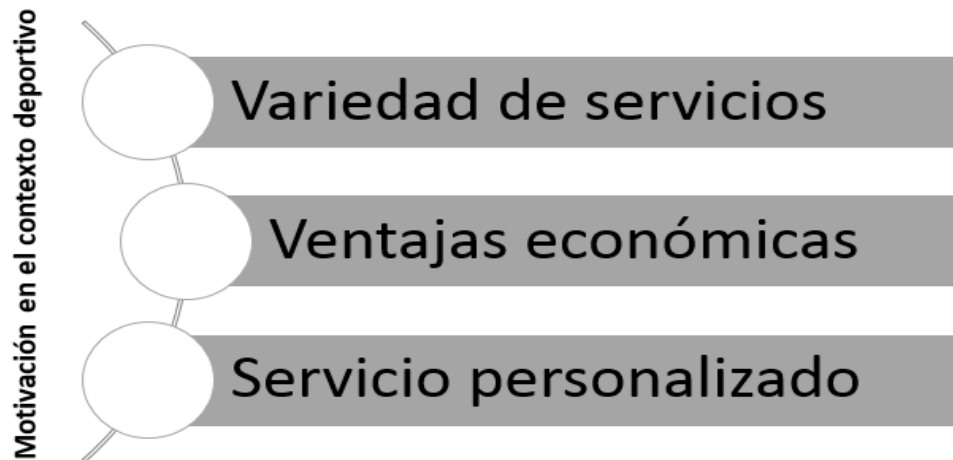 Motivación en el contexto deportivo
Variedad de servicios
Ventajas económicas
Servicio personalizado